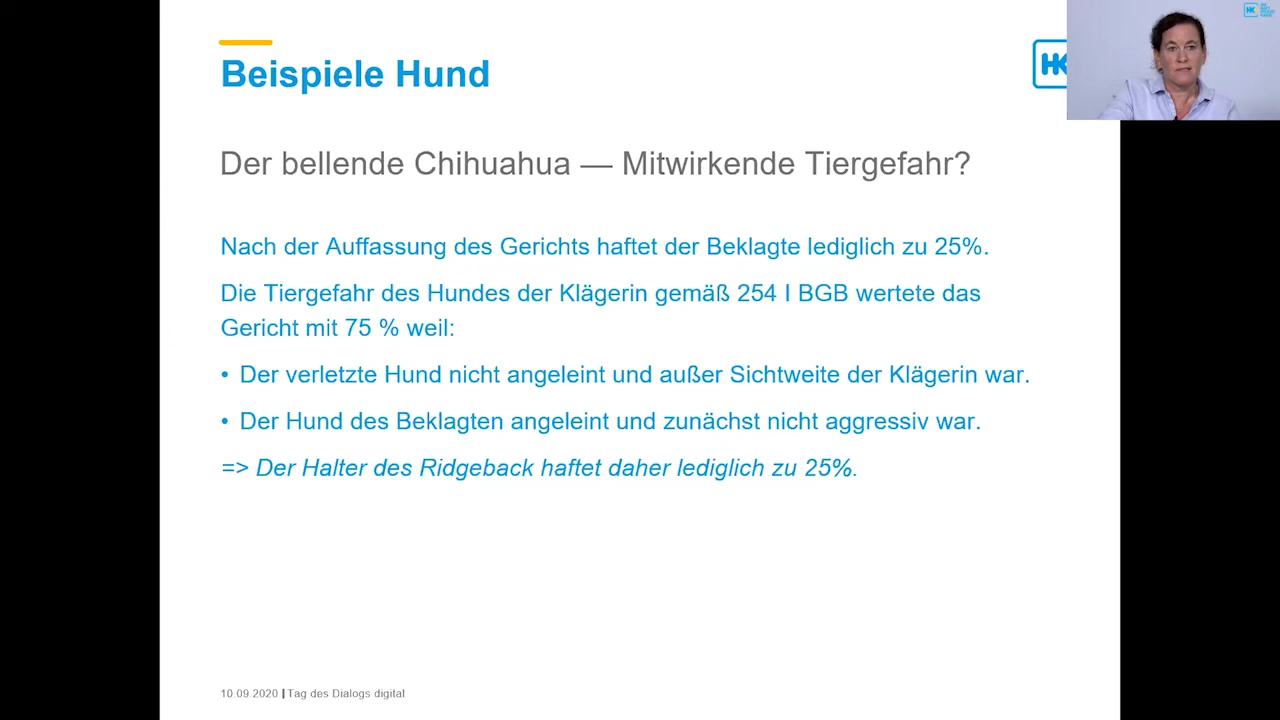 Beispiele Hund
HK
Der bellende Chihuahua — Mitwirkende Tiergefahr?
Nach der Auffassung des Gerichts haftet der Beklagte lediglich zu 25%.
Die Tiergefahr des Hundes der Klägerin gemäß 254 I BGB wertete das
Gericht mit 75 % weil:
• Der verletzte Hund nicht angeleint und außer Sichtweite der Klägerin war.
• Der Hund des Beklagten angeleint und zunächst nicht aggressiv war.
=> Der Halter des Ridgeback haftet daher lediglich zu 25%.
10.09.2020 | Tag des Dialogs digital